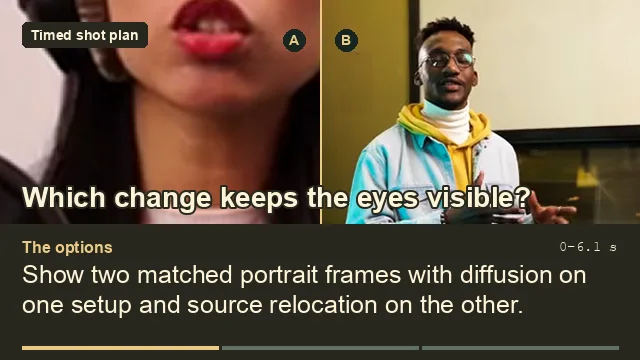 Timed shot plan
A
B
Which change keeps the eyes visible?
The options
0–6.1 s
Show two matched portrait frames with diffusion on
one setup and source relocation on the other.